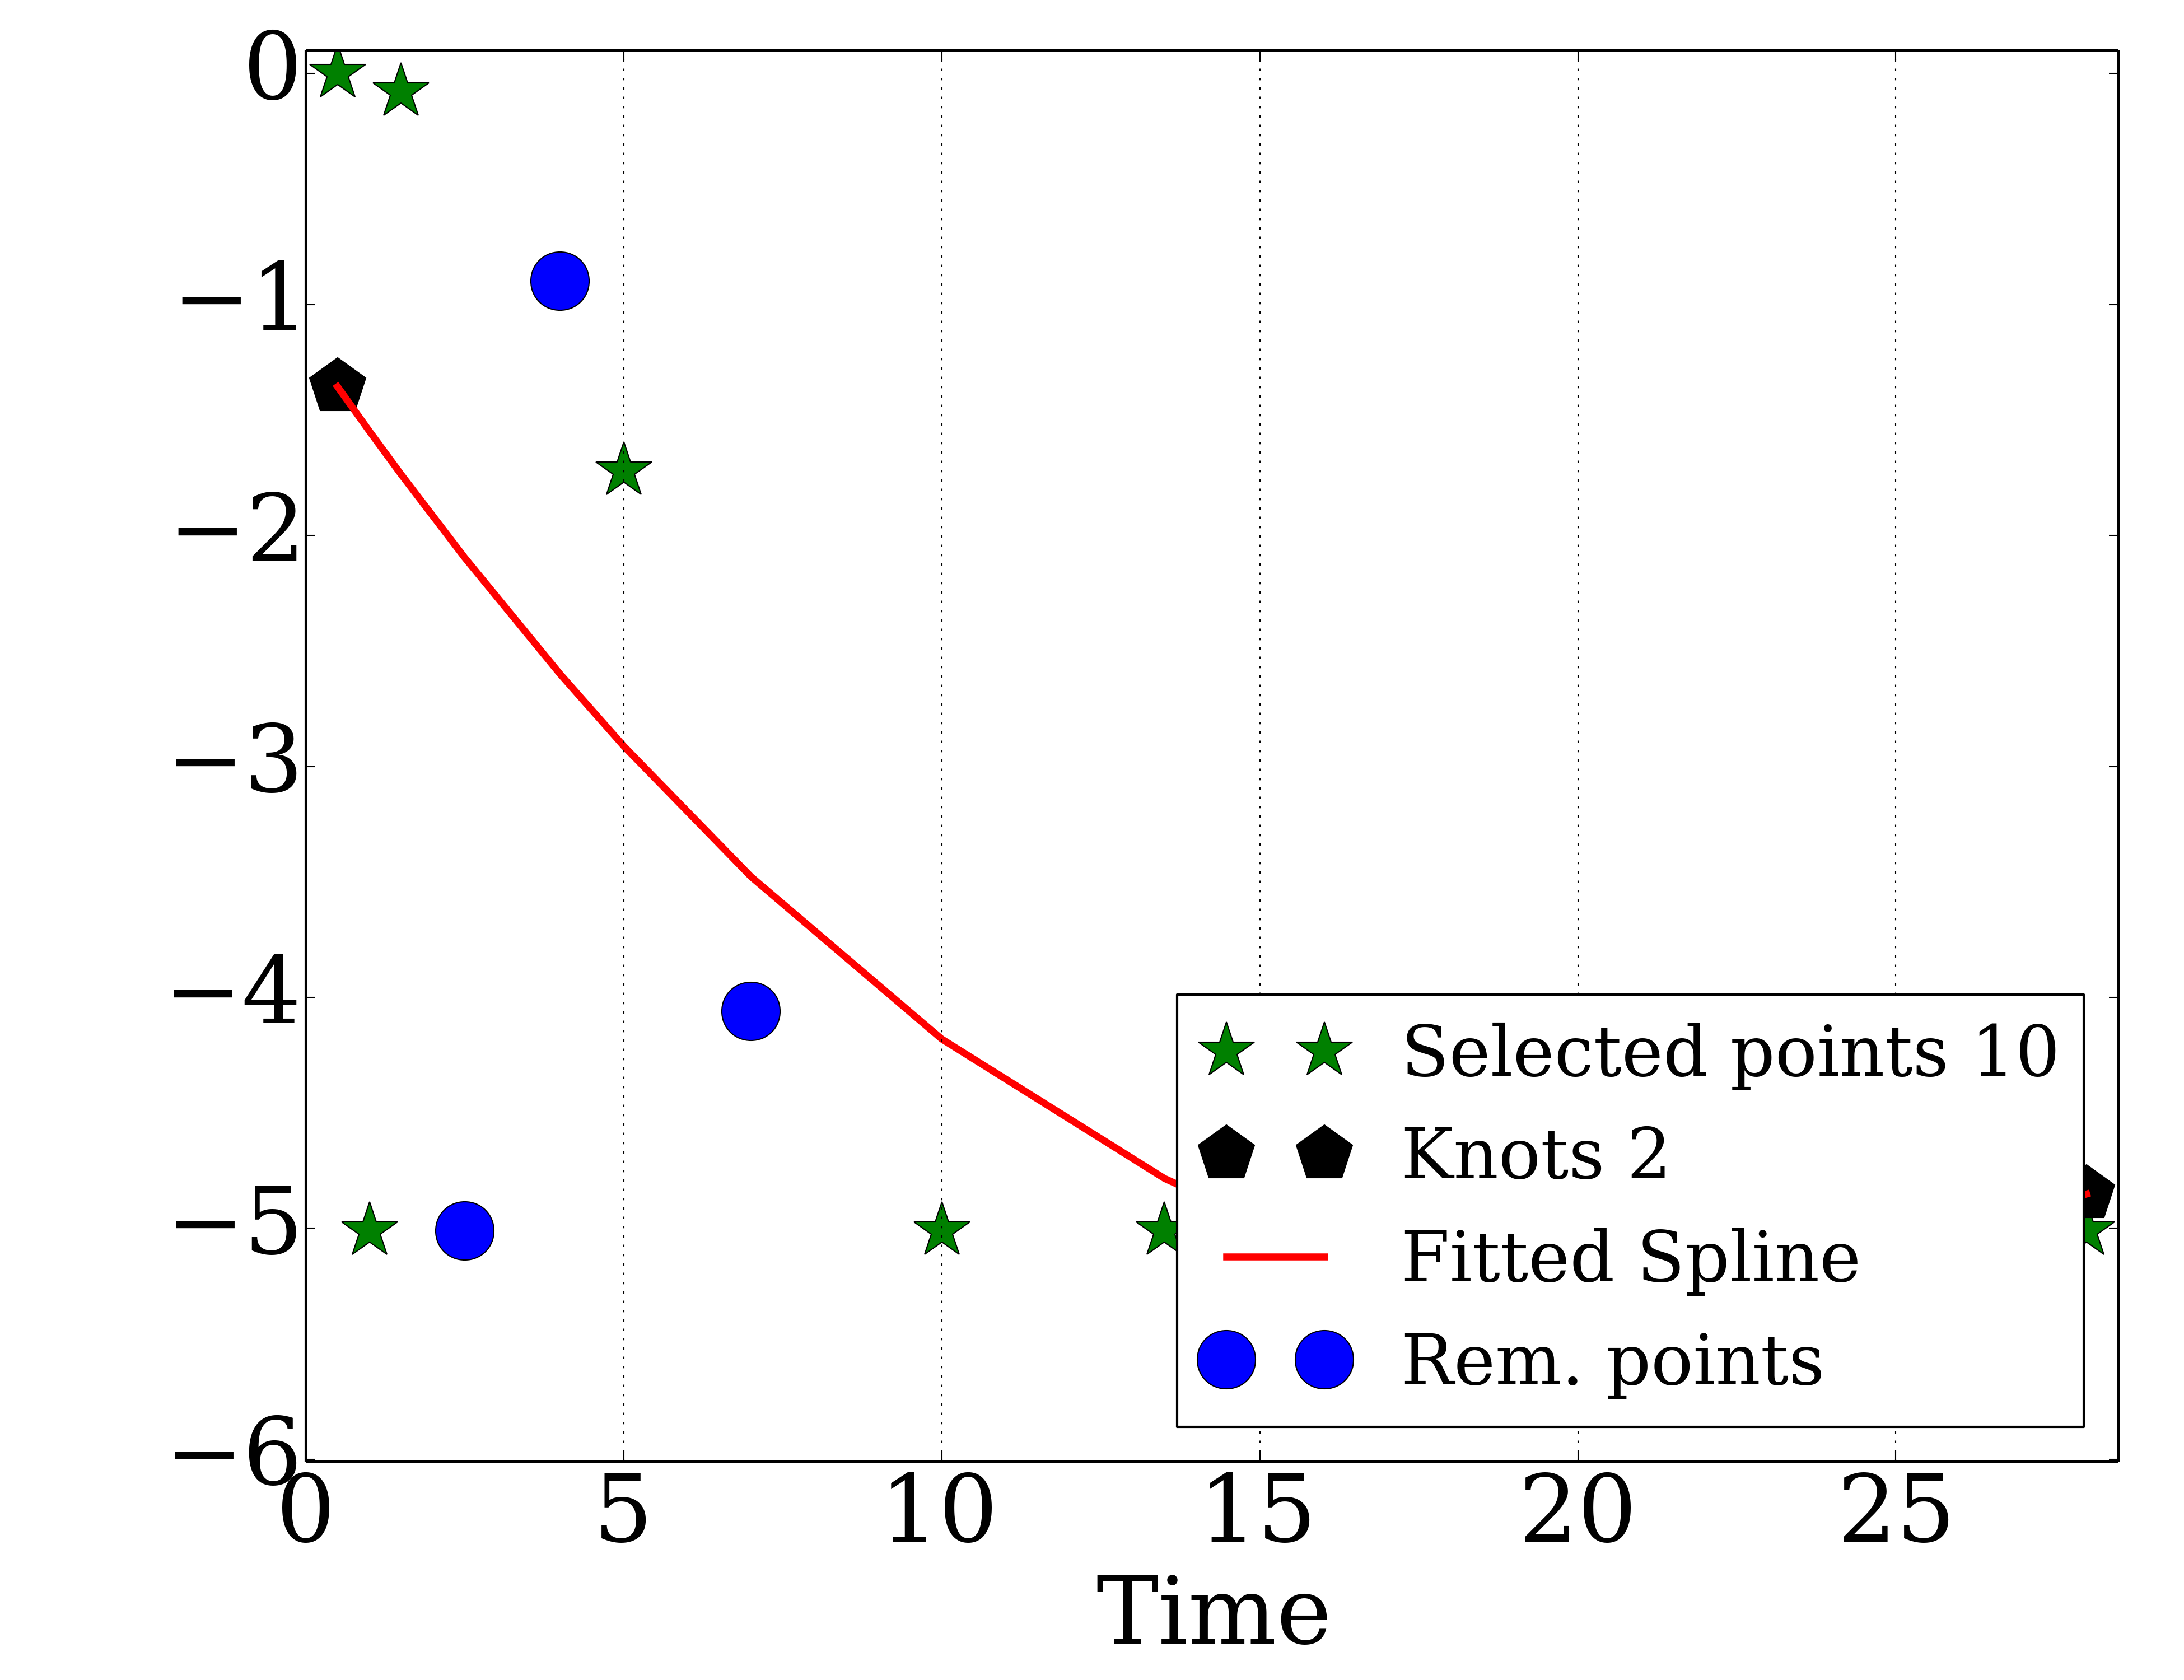 0
−1
−2
−3
−4
−5
−6
0 5 10 15 20 25
Time
Selected points 10
Knots 2
Fitted Spline
Rem. points